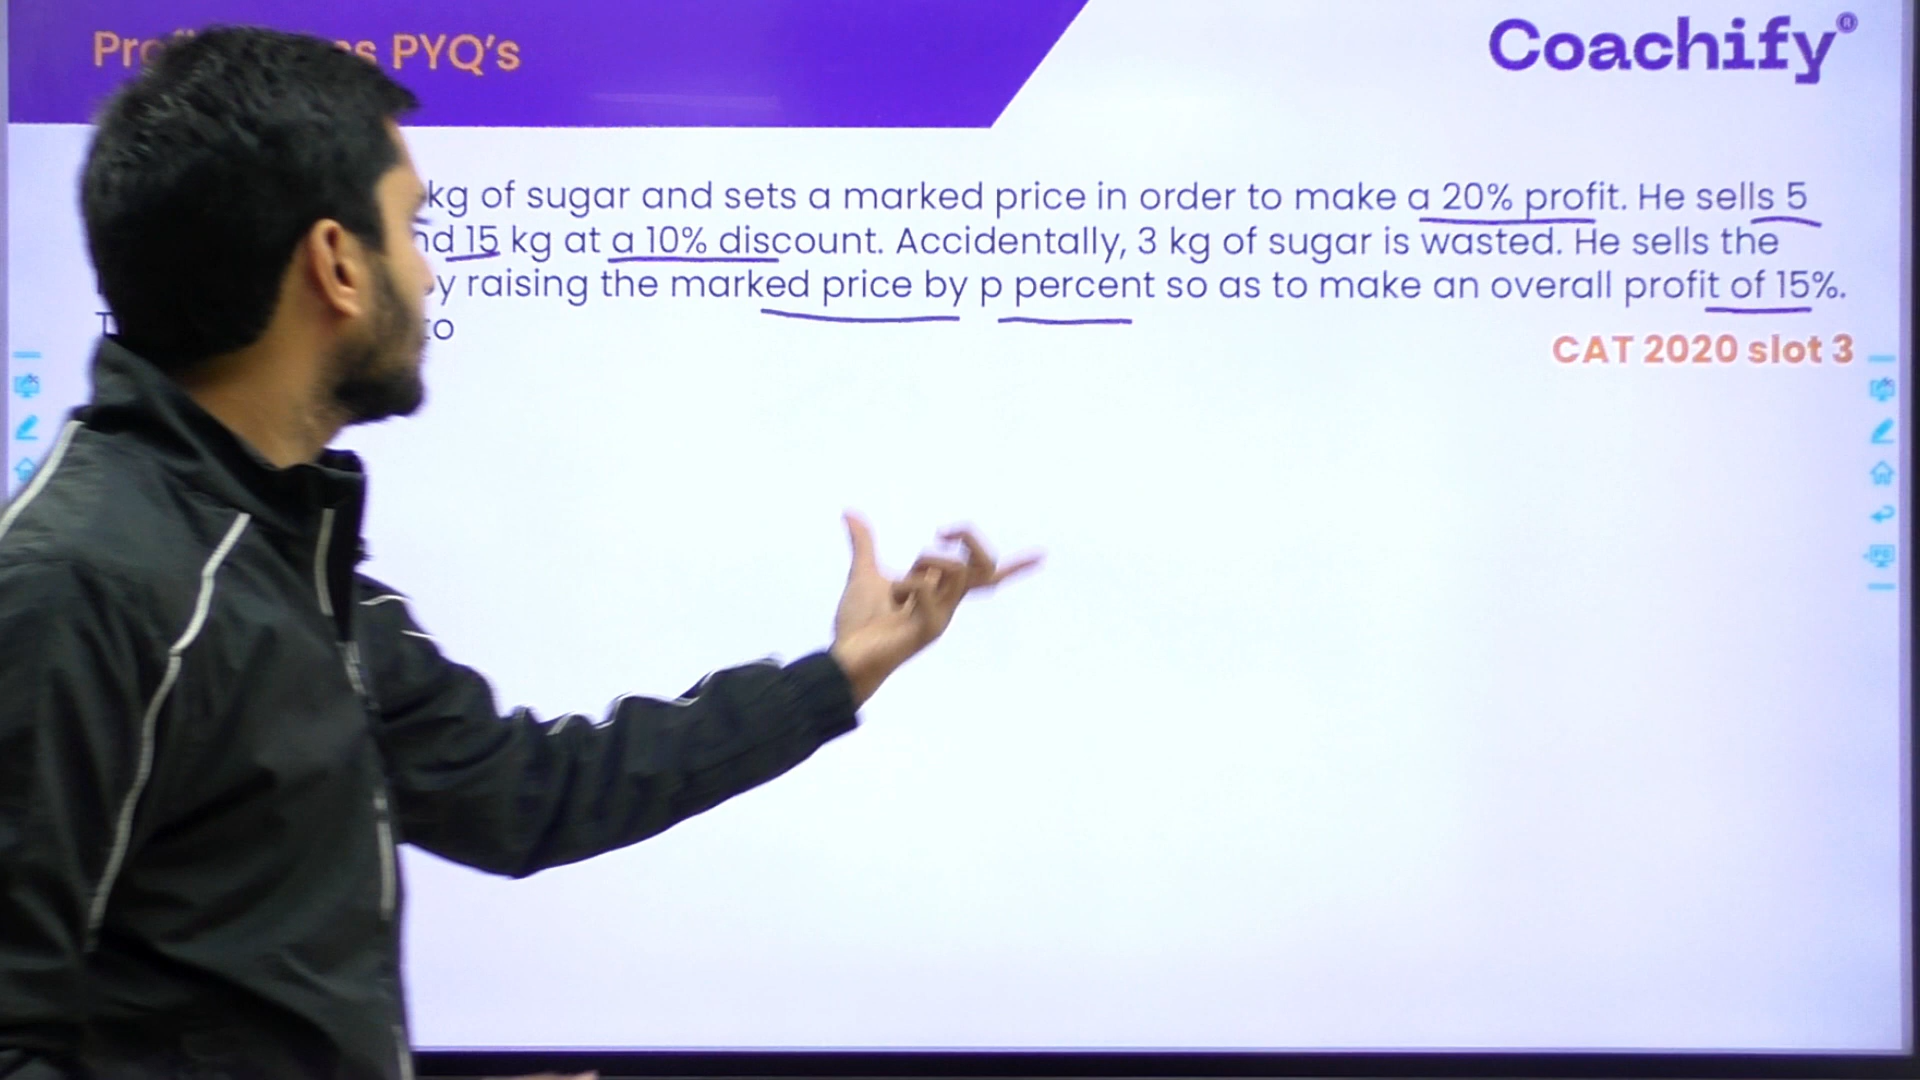 PYQ's
Coachify®
kg of sugar and sets a marked price in order to make a 20% profit. He sells 5
15 kg at a 10% discount. Accidentally, 3 kg of sugar is wasted. He sells the
raising the marked price by p percent so as to make an overall profit of 15%.
to
CAT 2020 slot 3